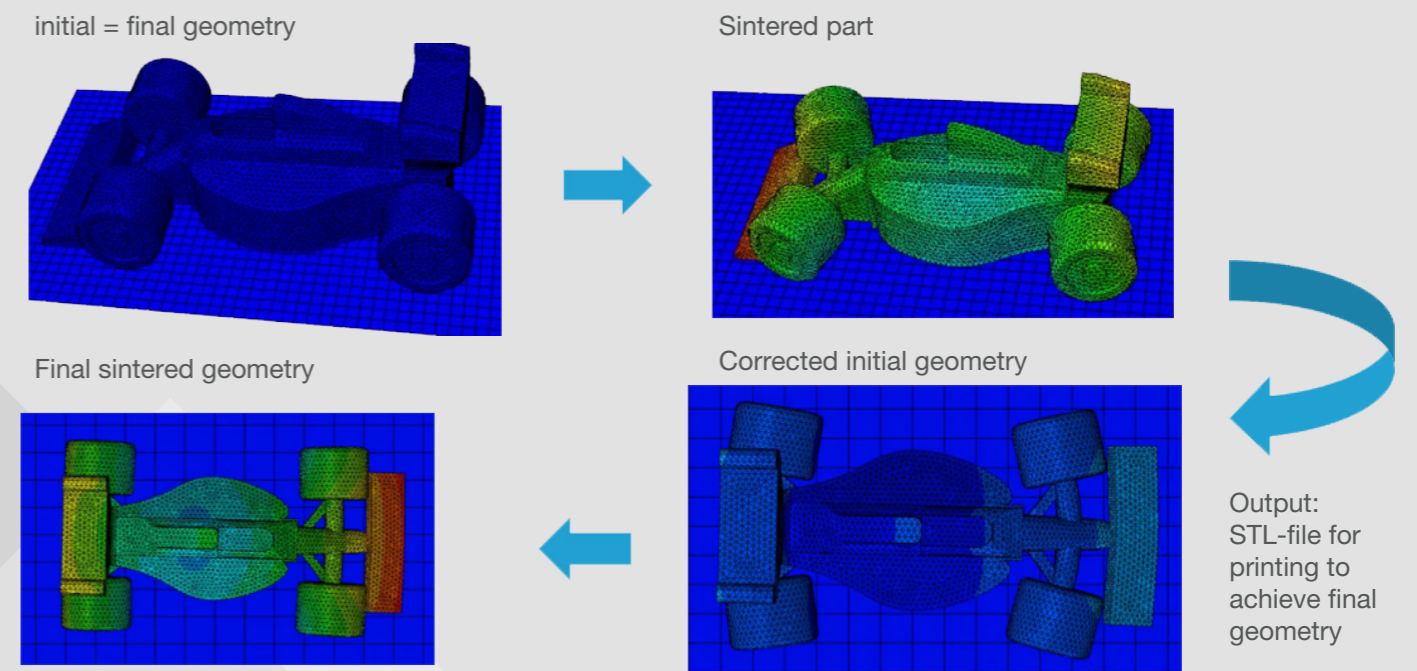 initial = final geometry
Sintered part
Final sintered geometry
Corrected initial geometry
Output:
STL-file for
printing to
achieve final
geometry